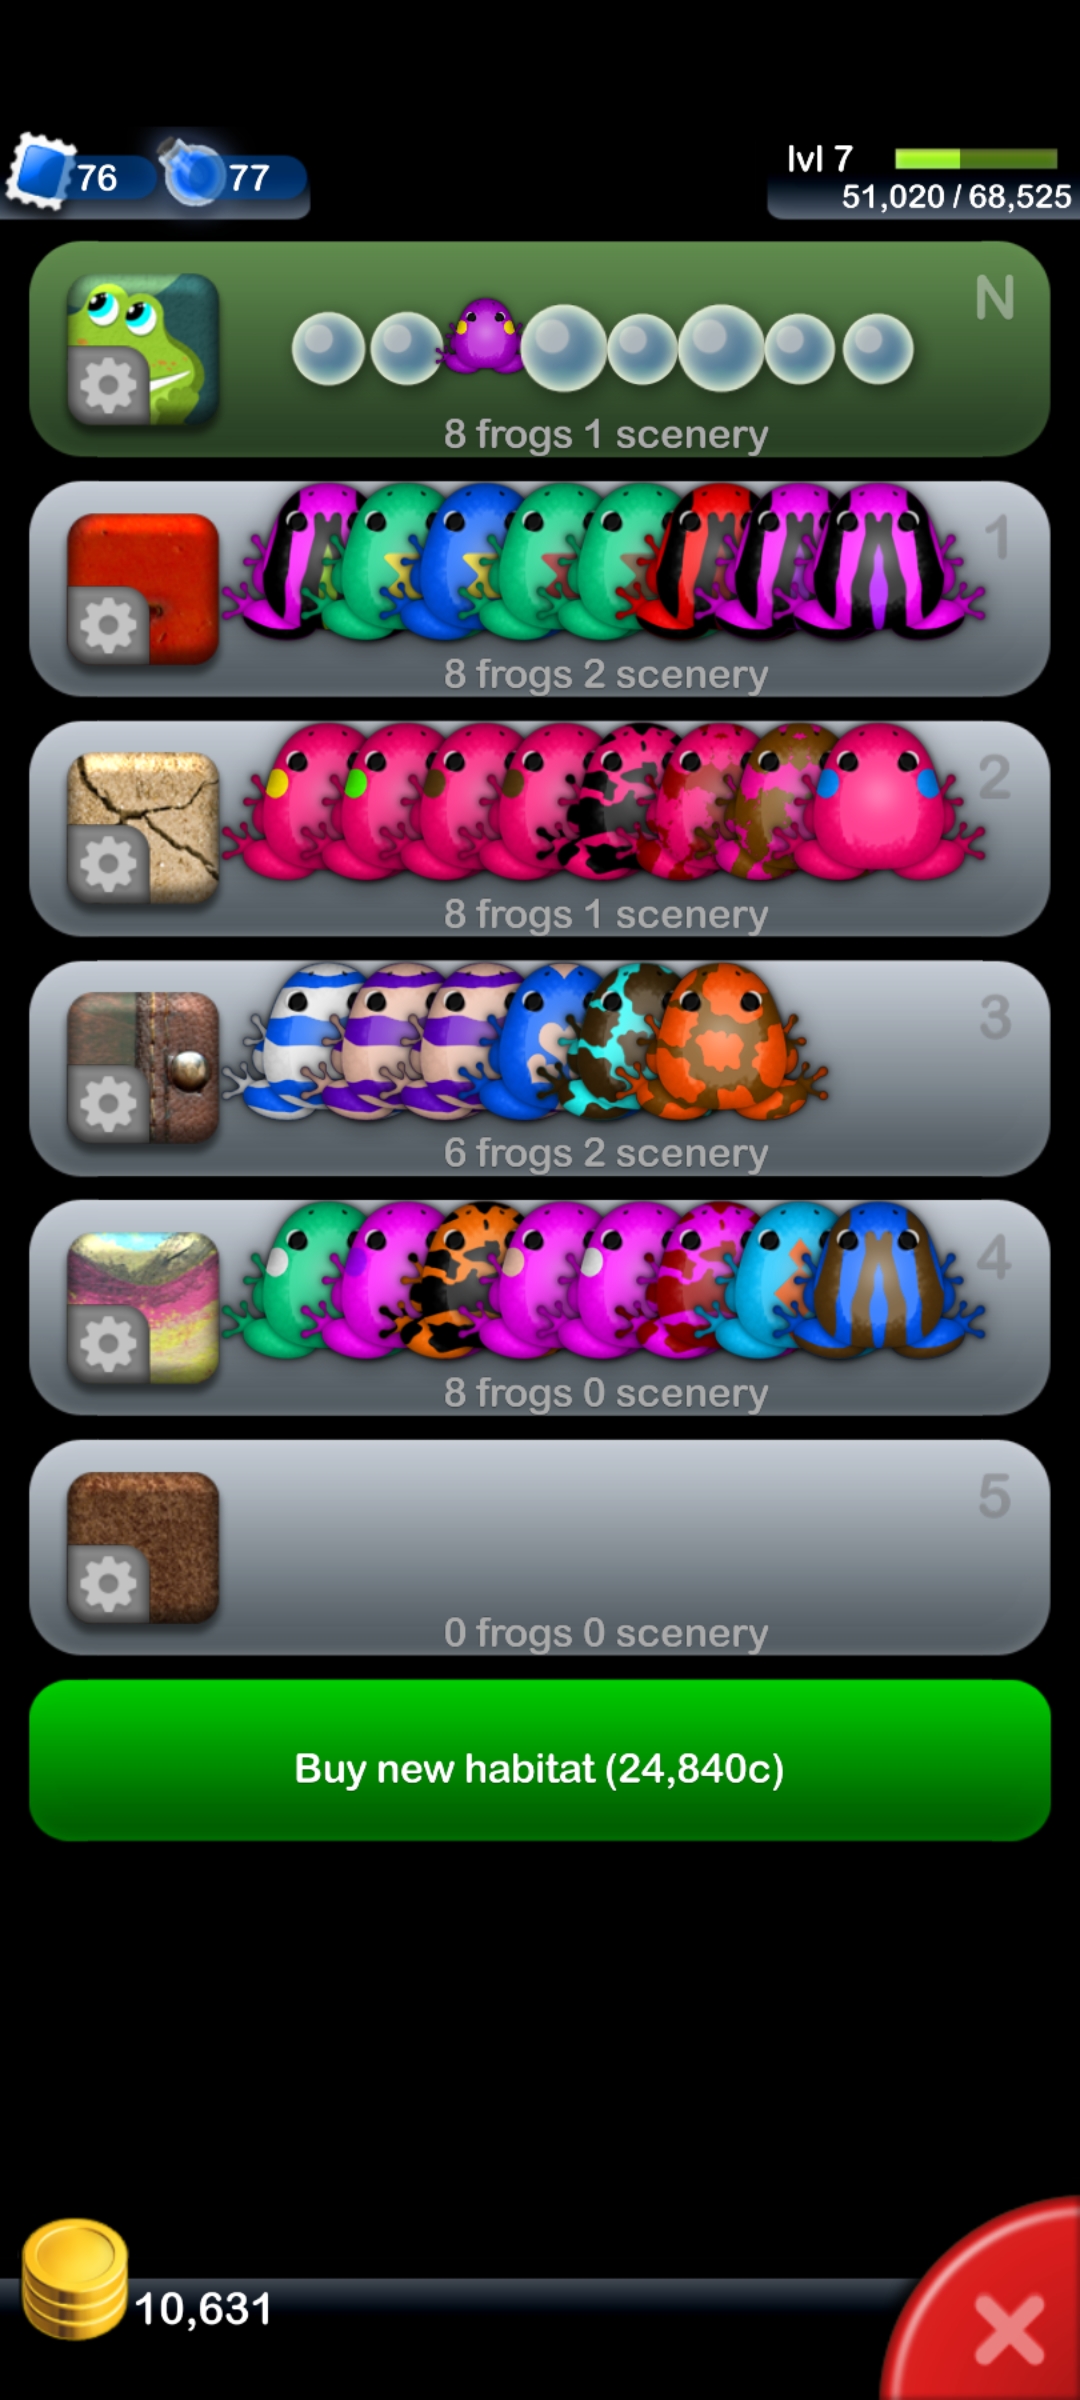 76 77 lvl 7
51,020 / 68,525
N
8 frogs 1 scenery
1
8 frogs 2 scenery
2
8 frogs 1 scenery
3
6 frogs 2 scenery
4
8 frogs 0 scenery
5
0 frogs 0 scenery
Buy new habitat (24,840c)
10,631